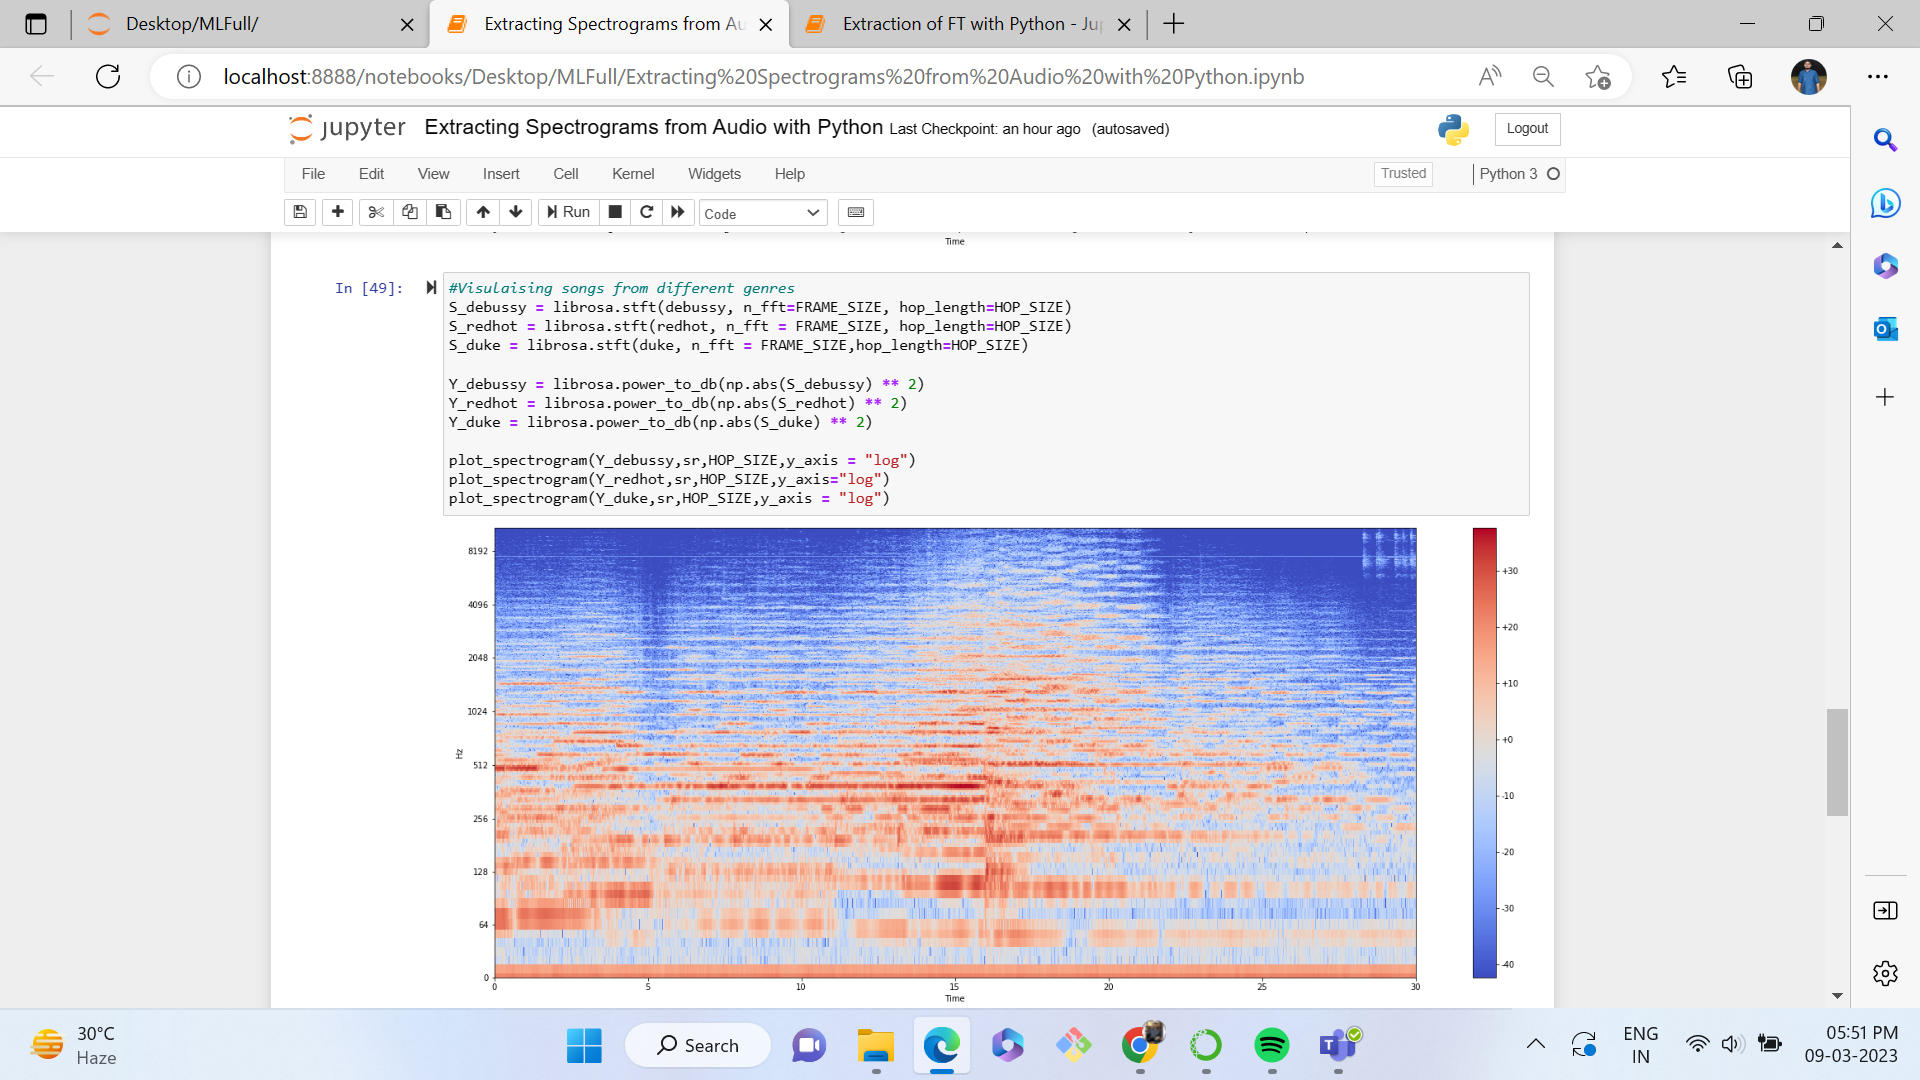 Desktop/MLFull/
Extracting Spectrograms from Au
Extraction of FT with Python - Ju
localhost:8888/notebooks/Desktop/MLFull/Extracting%20Spectrograms%20from%20Audio%20with%20Python.ipynb
jupyter Extracting Spectrograms from Audio with Python Last Checkpoint: an hour ago (autosaved)
Logout
File Edit View Insert Cell Kernel Widgets Help
Trusted
Python 3
Run
Code
Time
In [49]:
#Visulaising songs from different genres
S_debussy = librosa.stft(debussy, n_fft=FRAME_SIZE, hop_length=HOP_SIZE)
S_redhot = librosa.stft(redhot, n_fft = FRAME_SIZE, hop_length=HOP_SIZE)
S_duke = librosa.stft(duke, n_fft = FRAME_SIZE,hop_length=HOP_SIZE)
Y_debussy = librosa.power_to_db(np.abs(S_debussy) ** 2)
Y_redhot = librosa.power_to_db(np.abs(S_redhot) ** 2)
Y_duke = librosa.power_to_db(np.abs(S_duke) ** 2)
plot_spectrogram(Y_debussy,sr,HOP_SIZE,y_axis = "log")
plot_spectrogram(Y_redhot,sr,HOP_SIZE,y_axis="log")
plot_spectrogram(Y_duke,sr,HOP_SIZE,y_axis = "log")
8192
4096
2048
1024
512
256
128
64
0
Hz
0 5 10 15 20 25 30
Time
+30
+20
+10
+0
-10
-20
-30
-40
30°C
Haze
Search
ENG
IN
05:51 PM
09-03-2023